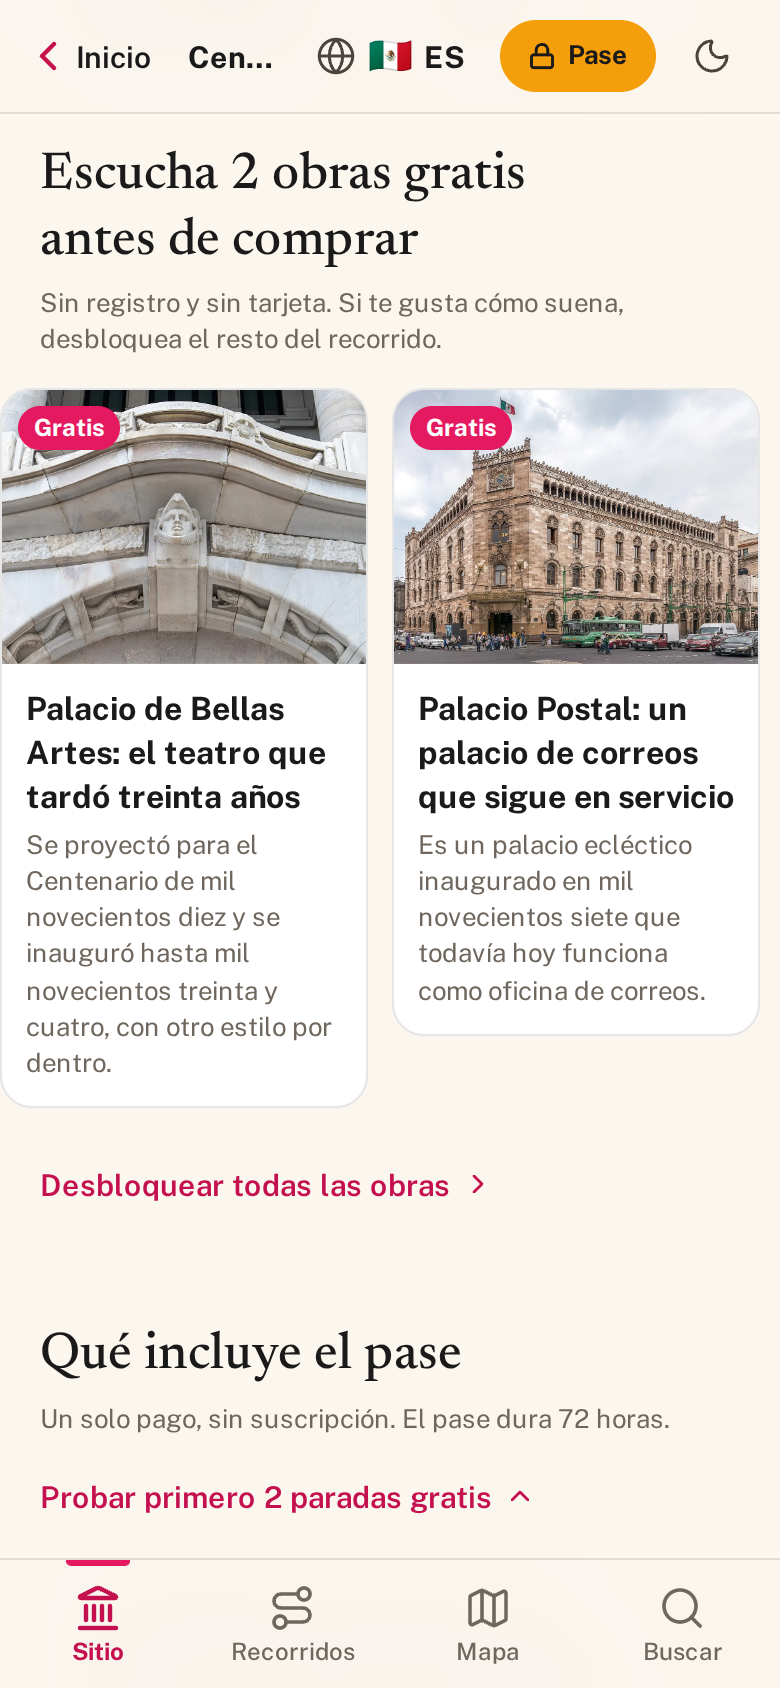 Inicio Cen... ES Pase
Escucha 2 obras gratis
antes de comprar
Sin registro y sin tarjeta. Si te gusta cómo suena,
desbloquea el resto del recorrido.
Gratis
Palacio de Bellas
Artes: el teatro que
tardó treinta años
Se proyectó para el
Centenario de mil
novecientos diez y se
inauguró hasta mil
novecientos treinta y
cuatro, con otro estilo por
dentro.
Gratis
Palacio Postal: un
palacio de correos
que sigue en servicio
Es un palacio ecléctico
inaugurado en mil
novecientos siete que
todavía hoy funciona
como oficina de correos.
Desbloquear todas las obras
Qué incluye el pase
Un solo pago, sin suscripción. El pase dura 72 horas.
Probar primero 2 paradas gratis
Sitio Recorridos Mapa Buscar